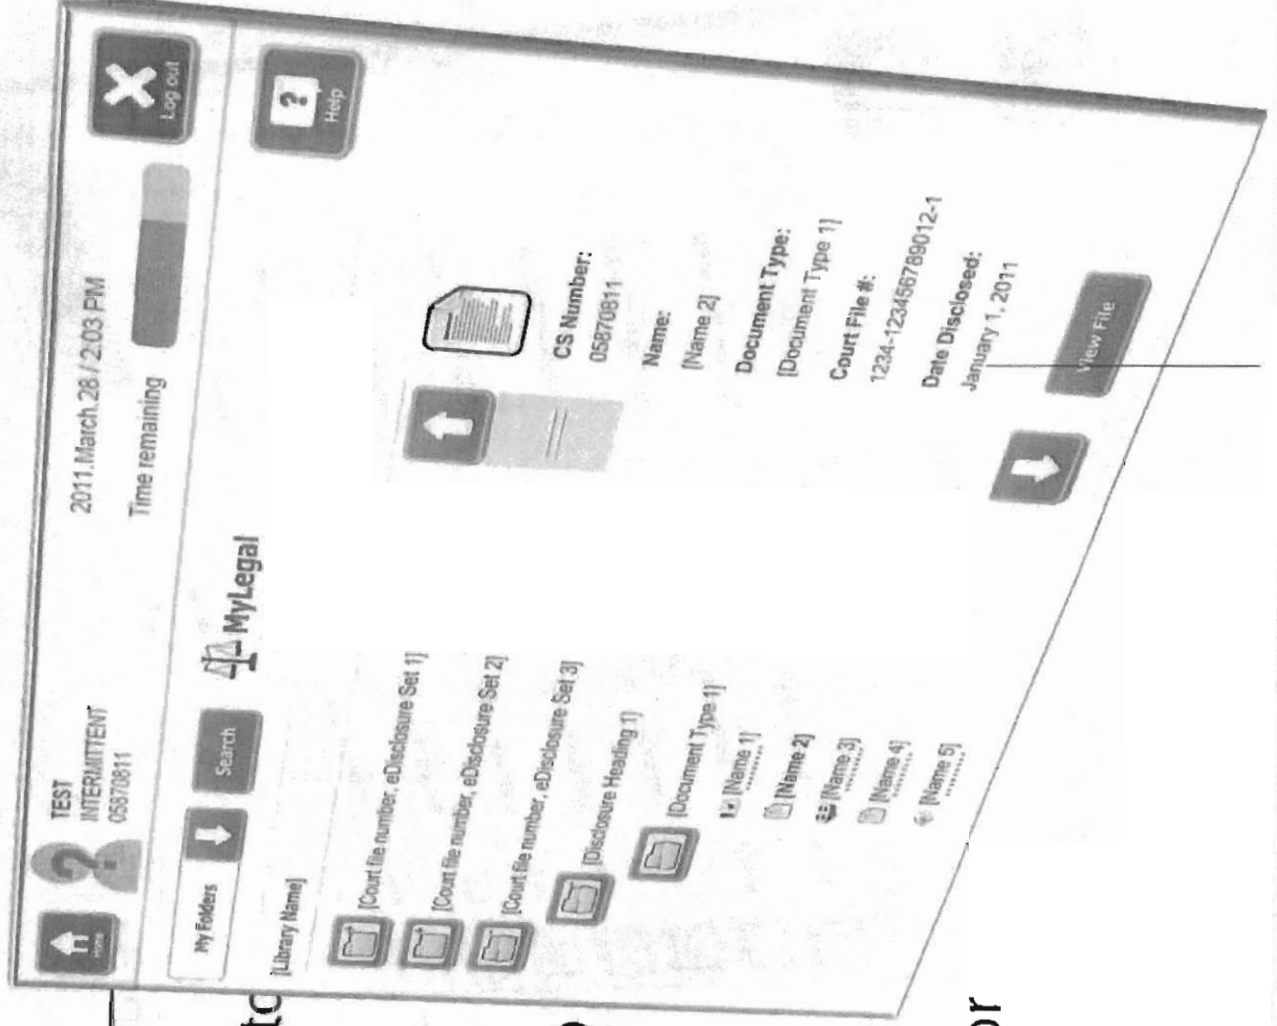 Home
TEST
INTERMITTENT
05870811
2011.March.28 / 2:03 PM
Time remaining
Log out
My Folders
Search
MyLegal
Help
[Library Name]
[Court file number, eDisclosure Set 1]
[Court file number, eDisclosure Set 2]
[Court file number, eDisclosure Set 3]
[Disclosure Heading 1]
[Document Type 1]
[Name 1]
[Name 2]
[Name 3]
[Name 4]
[Name 5]
CS Number:
05870811
Name:
[Name 2]
Document Type:
[Document Type 1]
Court File #:
1234-1234567789012-1
Date Disclosed:
January 1, 2011
View File
to
or